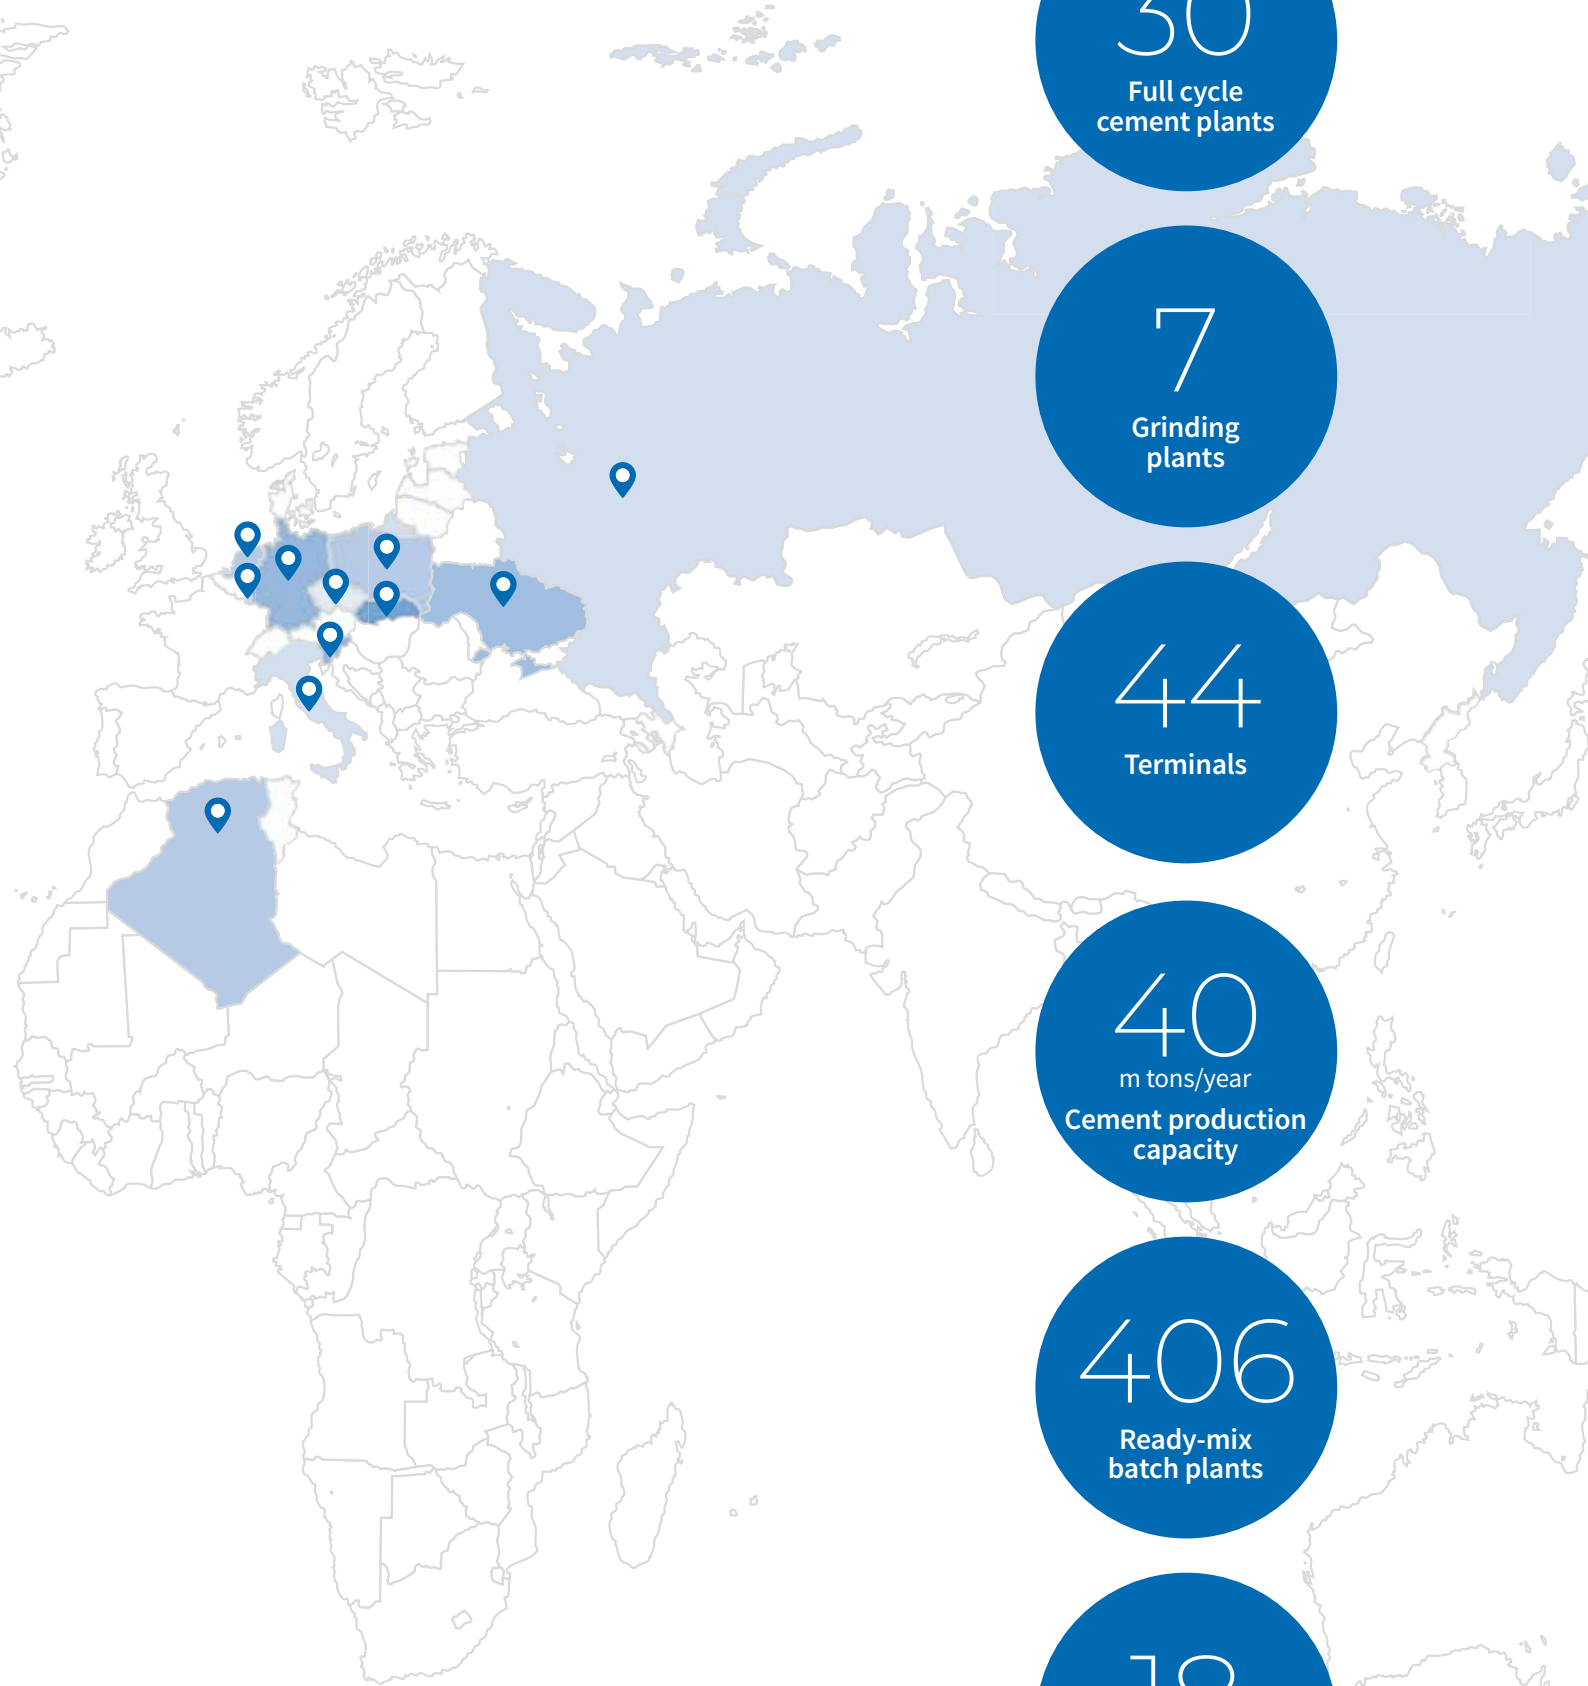 30
Full cycle
cement plants
7
Grinding
plants
44
Terminals
40
m tons/year
Cement production
capacity
406
Ready-mix
batch plants